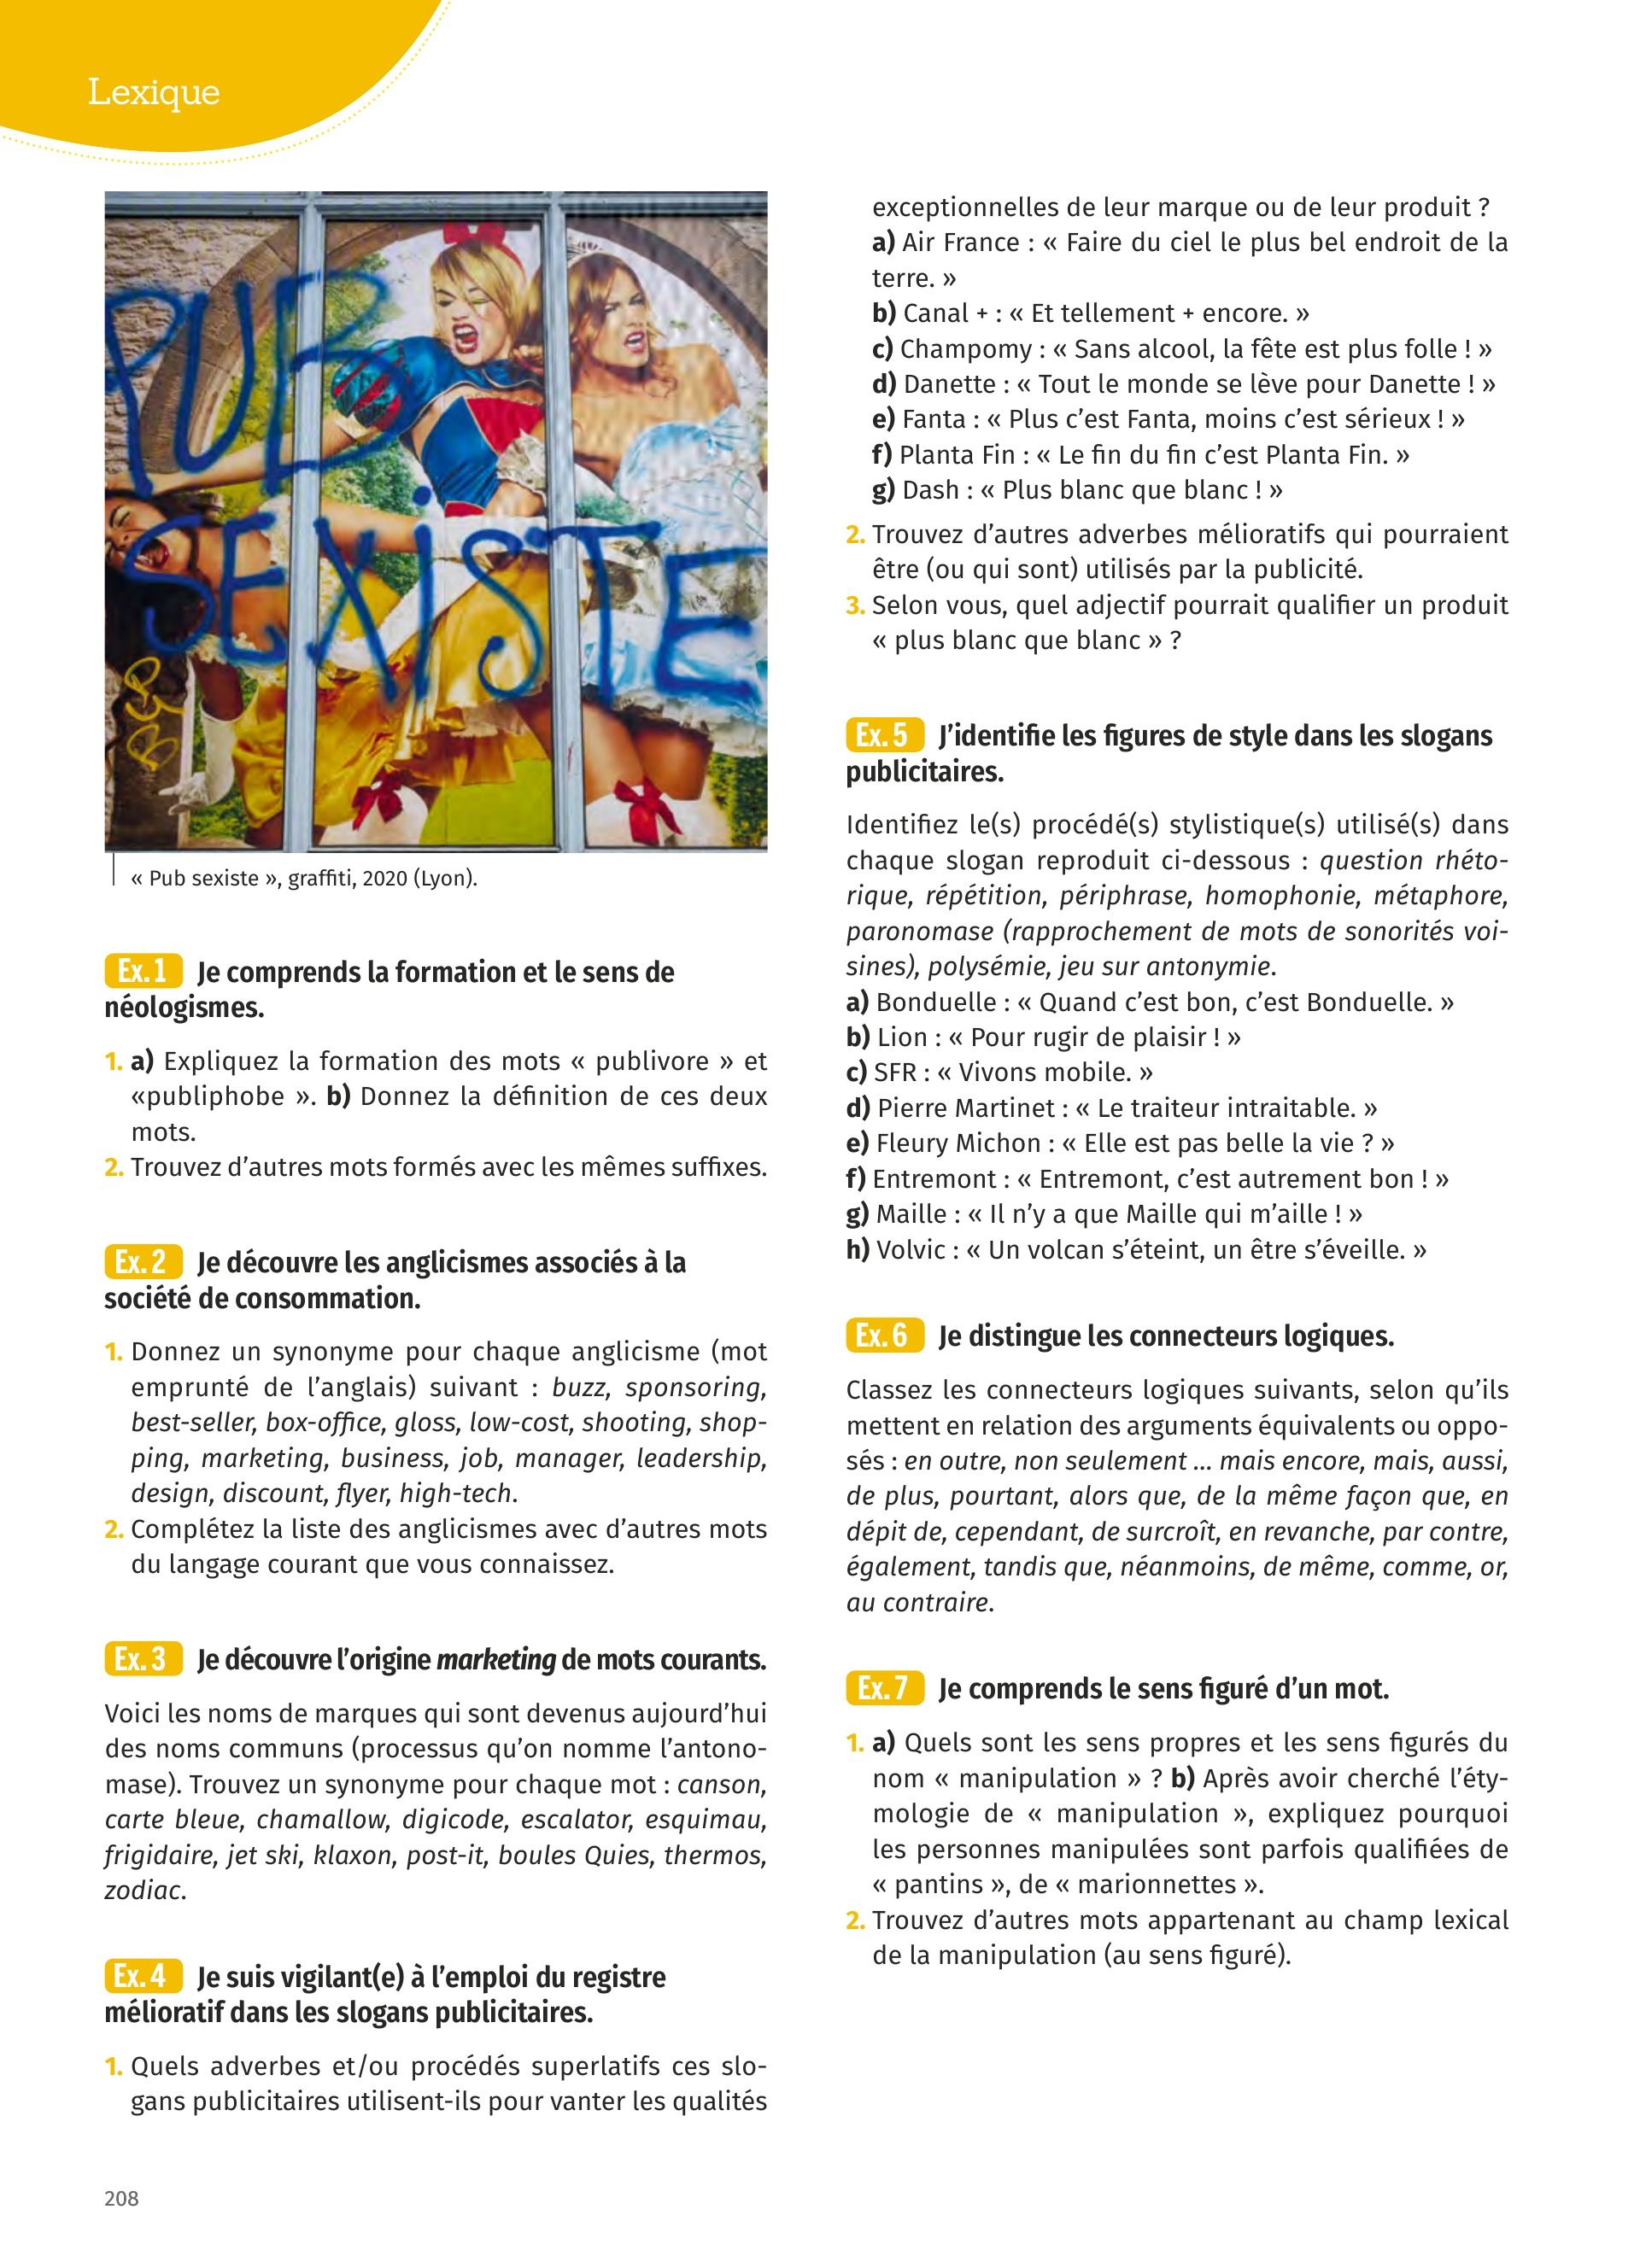 Lexique
PUB
SEXISTE
« Pub sexiste », graffiti, 2020 (Lyon).
Ex. 1 Je comprends la formation et le sens de
néologismes.
1. a) Expliquez la formation des mots « publivore » et
«publiphobe ». b) Donnez la définition de ces deux
mots.
2. Trouvez d’autres mots formés avec les mêmes suffixes.
Ex. 2 Je découvre les anglicismes associés à la
société de consommation.
1. Donnez un synonyme pour chaque anglicisme (mot
emprunté de l’anglais) suivant : buzz, sponsoring,
best-seller, box-office, gloss, low-cost, shooting, shop-
ping, marketing, business, job, manager, leadership,
design, discount, flyer, high-tech.
2. Complétez la liste des anglicismes avec d’autres mots
du langage courant que vous connaissez.
Ex. 3 Je découvre l’origine marketing de mots courants.
Voici les noms de marques qui sont devenus aujourd’hui
des noms communs (processus qu’on nomme l’antono-
mase). Trouvez un synonyme pour chaque mot : canson,
carte bleue, chamallow, digicode, escalator, esquimau,
frigidaire, jet ski, klaxon, post-it, boules Quies, thermos,
zodiac.
Ex. 4 Je suis vigilant(e) à l’emploi du registre
mélioratif dans les slogans publicitaires.
1. Quels adverbes et/ou procédés superlatifs ces slo-
gans publicitaires utilisent-ils pour vanter les qualités
exceptionnelles de leur marque ou de leur produit ?
a) Air France : « Faire du ciel le plus bel endroit de la
terre. »
b) Canal + : « Et tellement + encore. »
c) Champomy : « Sans alcool, la fête est plus folle ! »
d) Danette : « Tout le monde se lève pour Danette ! »
e) Fanta : « Plus c’est Fanta, moins c’est sérieux ! »
f) Planta Fin : « Le fin du fin c’est Planta Fin. »
g) Dash : « Plus blanc que blanc ! »
2. Trouvez d’autres adverbes mélioratifs qui pourraient
être (ou qui sont) utilisés par la publicité.
3. Selon vous, quel adjectif pourrait qualifier un produit
« plus blanc que blanc » ?
Ex. 5 J’identifie les figures de style dans les slogans
publicitaires.
Identifiez le(s) procédé(s) stylistique(s) utilisé(s) dans
chaque slogan reproduit ci-dessous : question rhéto-
rique, répétition, périphrase, homophonie, métaphore,
paronomase (rapprochement de mots de sonorités voi-
sines), polysémie, jeu sur antonymie.
a) Bonduelle : « Quand c’est bon, c’est Bonduelle. »
b) Lion : « Pour rugir de plaisir ! »
c) SFR : « Vivons mobile. »
d) Pierre Martinet : « Le traiteur intraitable. »
e) Fleury Michon : « Elle est pas belle la vie ? »
f) Entremont : « Entremont, c’est autrement bon ! »
g) Maille : « Il n’y a que Maille qui m’aille ! »
h) Volvic : « Un volcan s’éteint, un être s’éveille. »
Ex. 6 Je distingue les connecteurs logiques.
Classez les connecteurs logiques suivants, selon qu’ils
mettent en relation des arguments équivalents ou oppo-
sés : en outre, non seulement … mais encore, mais, aussi,
de plus, pourtant, alors que, de la même façon que, en
dépit de, cependant, de surcroît, en revanche, par contre,
également, tandis que, néanmoins, de même, comme, or,
au contraire.
Ex. 7 Je comprends le sens figuré d’un mot.
1. a) Quels sont les sens propres et les sens figurés du
nom « manipulation » ? b) Après avoir cherché l’éty-
mologie de « manipulation », expliquez pourquoi
les personnes manipulées sont parfois qualifiées de
« pantins », de « marionnettes ».
2. Trouvez d’autres mots appartenant au champ lexical
de la manipulation (au sens figuré).
208